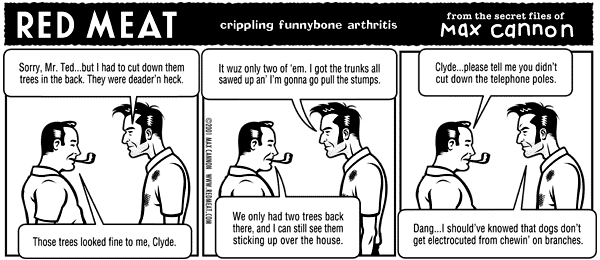 RED MEAT
crippling funnybone arthritis
from the secret files of
Max cannon
Sorry, Mr. Ted...but I had to cut down them
trees in the back. They were deader'n heck.
Those trees looked fine to me, Clyde.
©2001 MAX CANNON WWW.REDMEAT.COM
It wuz only two of 'em. I got the trunks all
sawed up an' I'm gonna go pull the stumps.
We only had two trees back
there, and I can still see them
sticking up over the house.
Clyde...please tell me you didn't
cut down the telephone poles.
Dang...I should've knowed that dogs don't
get electrocuted from chewin' on branches.